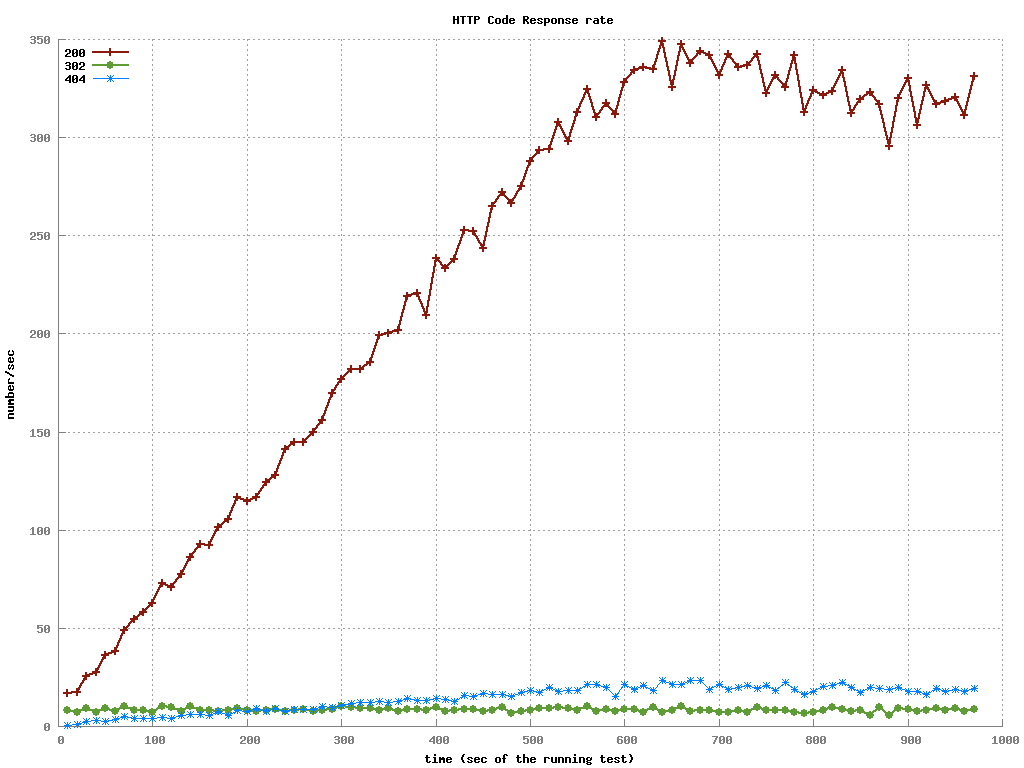 HTTP Code Response rate
350
200
302
404
300
250
200
150
100
50
0
number/sec
0 100 200 300 400 500 600 700 800 900 1000
time (sec of the running test)